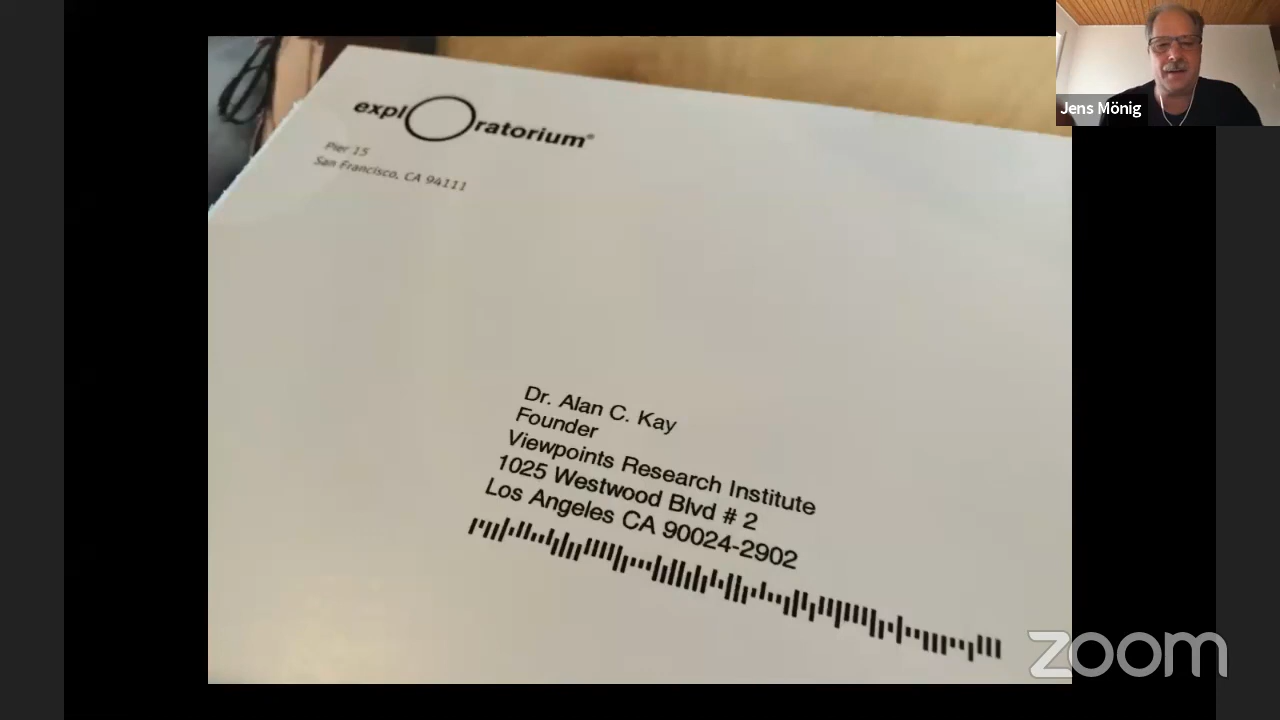 explOratorium®
Pier 15
San Francisco, CA 94111
Dr. Alan C. Kay
Founder
Viewpoints Research Institute
1025 Westwood Blvd # 2
Los Angeles CA 90024-2902
Jens Mönig
zoom